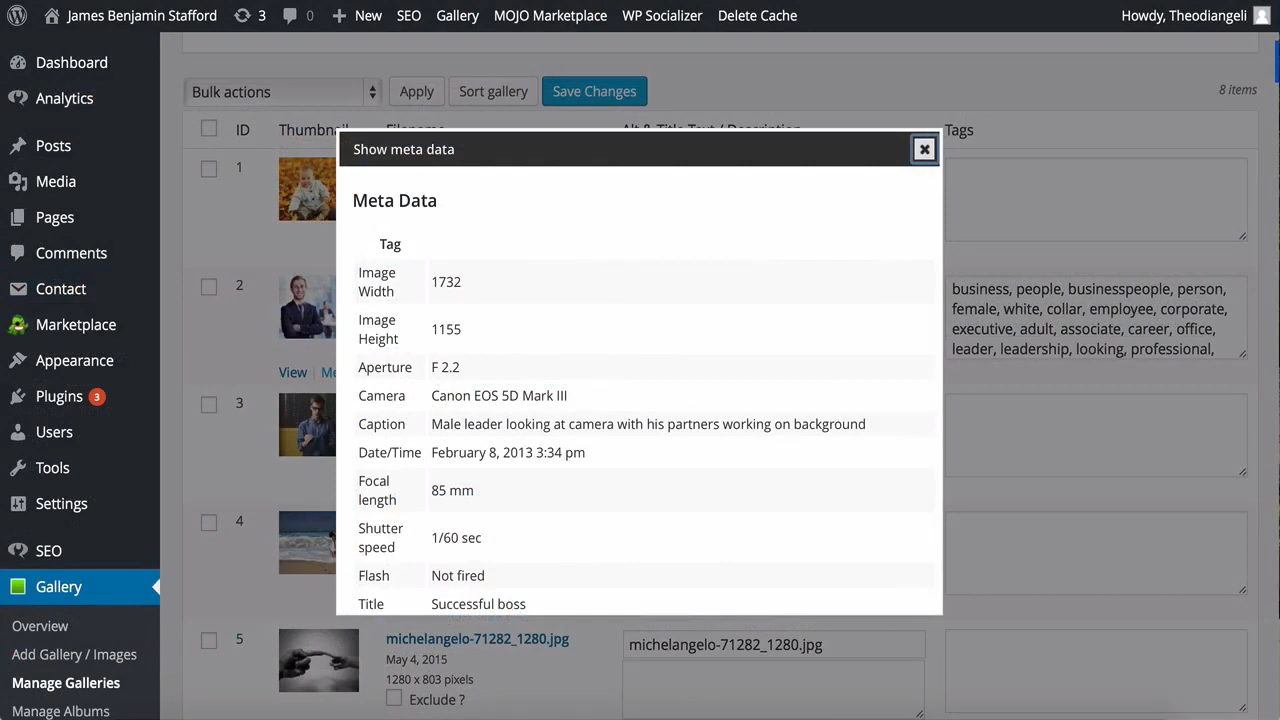 James Benjamin Stafford 3 0 New SEO Gallery MOJO Marketplace WP Socializer Delete Cache Howdy, Theodiangeli
Dashboard
Analytics
Posts
Media
Pages
Comments
Contact
Marketplace
Appearance
Plugins 3
Users
Tools
Settings
SEO
Gallery
Overview
Add Gallery / Images
Manage Galleries
Manage Albums
Bulk actions Apply Sort gallery Save Changes 8 items
ID Thumbnail Filename Alt & Title Text / Description Tags
Show meta data
Meta Data
Tag
Image
Width
1732
Image
Height
1155
Aperture F 2.2
Camera Canon EOS 5D Mark III
Caption Male leader looking at camera with his partners working on background
Date/Time February 8, 2013 3:34 pm
Focal
length
85 mm
Shutter
speed
1/60 sec
Flash Not fired
Title Successful boss
1
2
business, people, businesspeople, person,
female, white, collar, employee, corporate,
executive, adult, associate, career, office,
leader, leadership, looking, professional,
View | Me
3
4
5
michelangelo-71282_1280.jpg
May 4, 2015
1280 x 803 pixels
Exclude ?
michelangelo-71282_1280.jpg